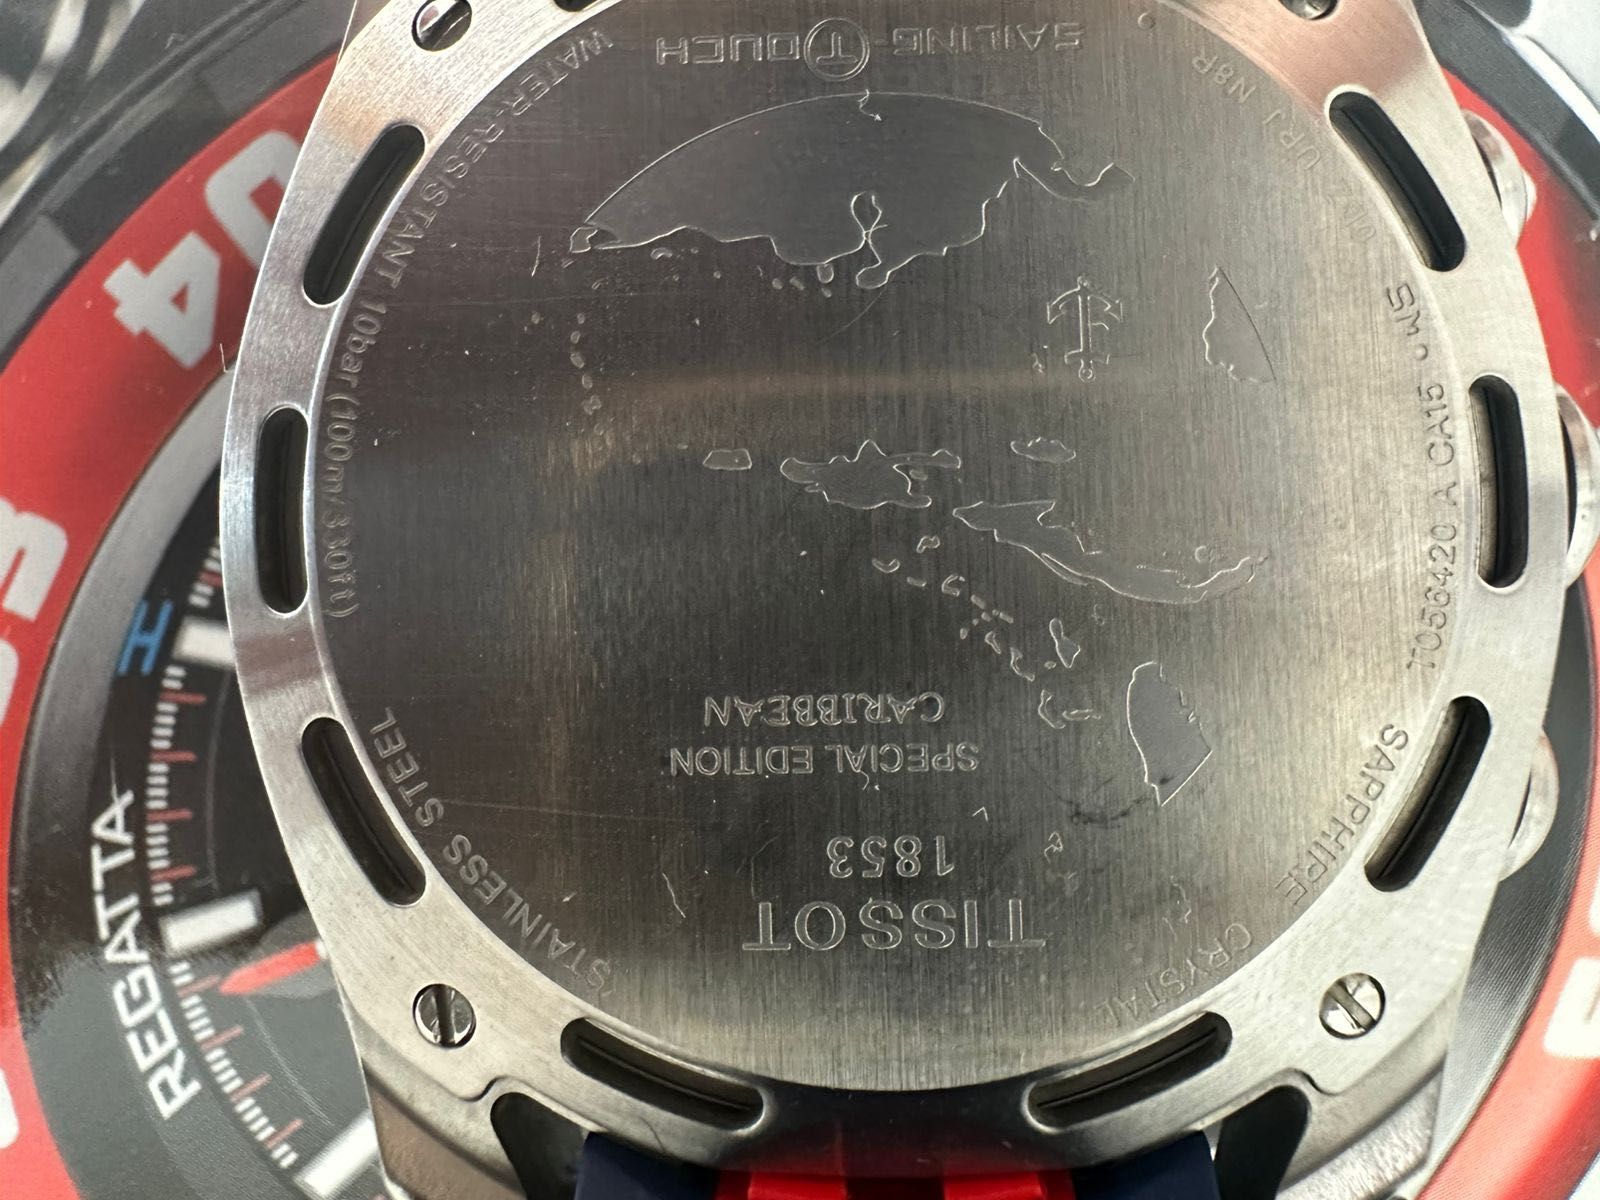 TISSOT
1853
SPECIAL EDITION
CARIBBEAN
SAILING-TOUCH
STAINLESS STEEL
WATER-RESISTANT 10bar (100m/330ft)
SAPPHIRE
CRYSTAL
T056420 A CA15
REGATTA
04